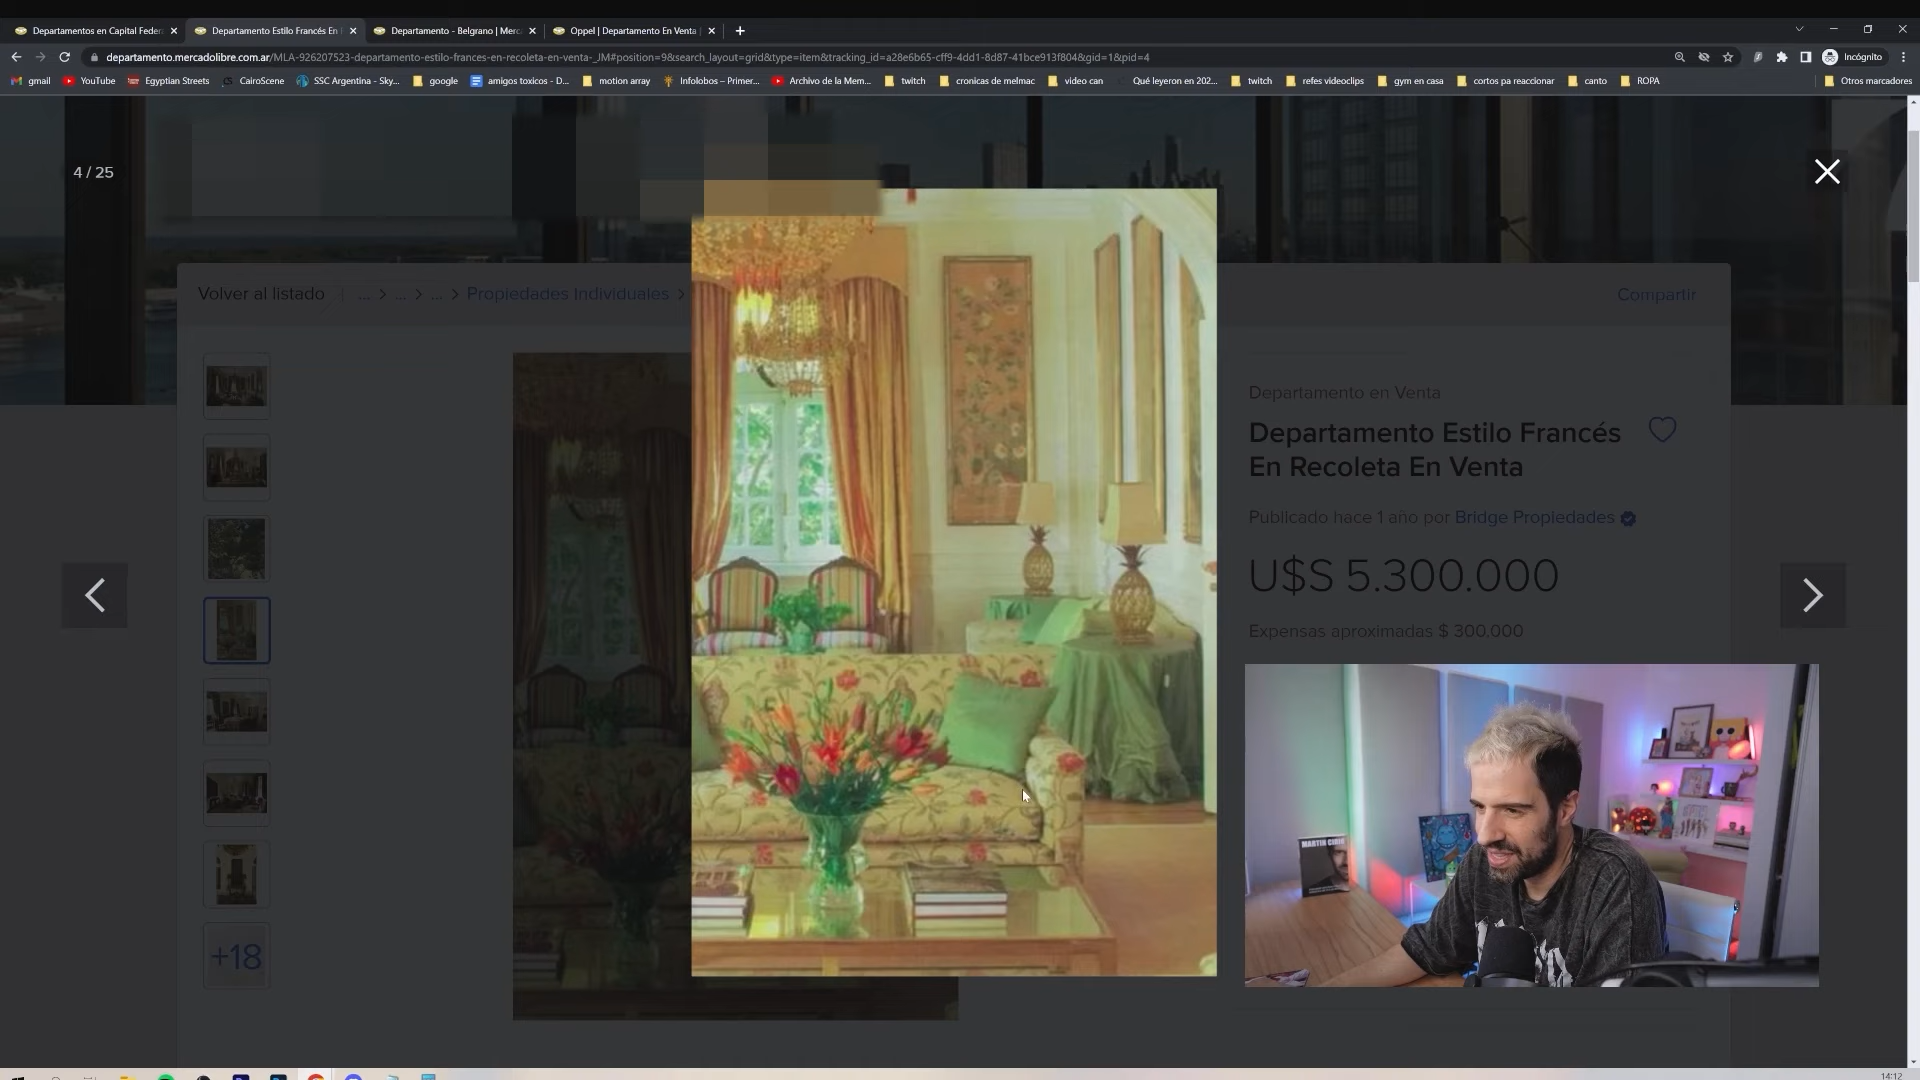 Departamentos en Capital Feder
Departamento Estilo Francés En
Departamento - Belgrano | Merc
Oppel | Departamento En Venta
departamento.mercadolibre.com.ar/MLA-926207523-departamento-estilo-frances-en-recoleta-en-venta-_JM#position=9&search_layout=grid&type=item&tracking_id=a28e6b65-cff9-4dd1-8d87-41bce913f804&gid=1&pid=4
Incógnito
gmail
YouTube
Egyptian Streets
CairoScene
SSC Argentina - Sky...
google
amigos toxicos - D...
motion array
Infolobos – Primer...
Archivo de la Mem...
twitch
cronicas de melmac
video can
Qué leyeron en 202...
twitch
refes videoclips
gym en casa
cortos pa reaccionar
canto
ROPA
Otros marcadores
4 / 25
Volver al listado | ... > ... > ... > Propiedades Individuales >
Compartir
Departamento en Venta
Departamento Estilo Francés
En Recoleta En Venta
Publicado hace 1 año por Bridge Propiedades
U$S 5.300.000
Expensas aproximadas $ 300.000
+18
MARTIN CIRIO
14:12